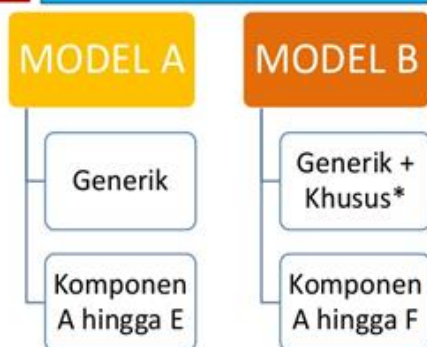 MODEL A
Generik
Komponen
A hingga E
MODEL B
Generik +
Khusus*
Komponen
A hingga F